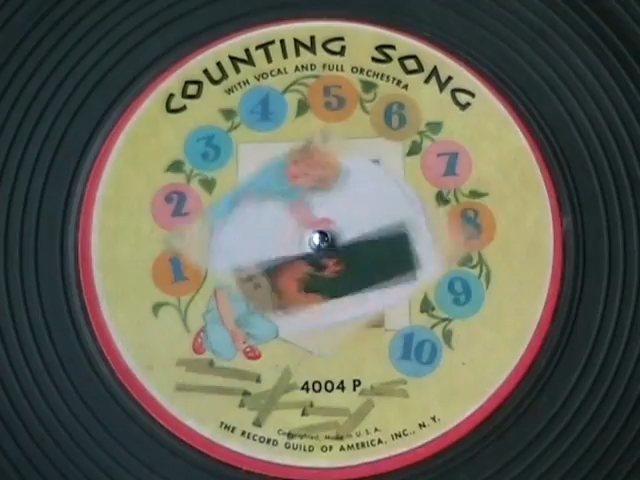 COUNTING SONG
WITH VOCAL AND FULL ORCHESTRA
1
2
3
4
5
6
7
8
9
10
4004 P
Copyrighted, Made in U.S.A.
THE RECORD GUILD OF AMERICA, INC., N.Y.